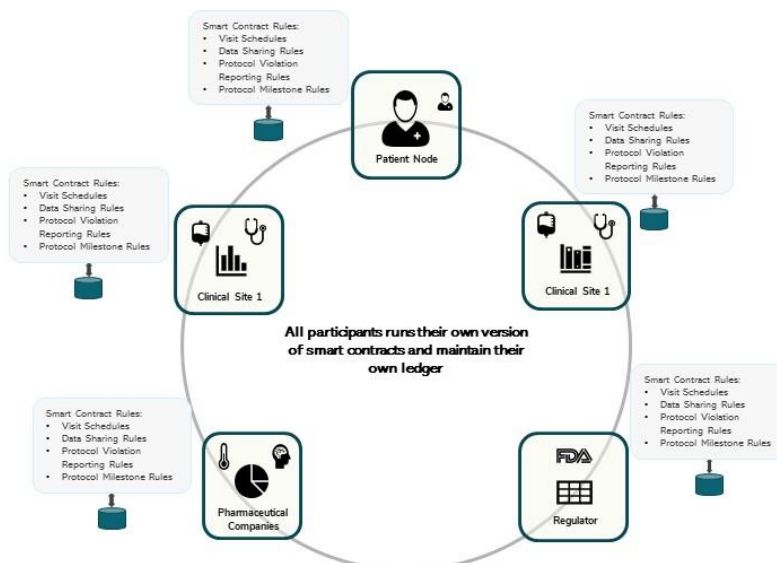 Smart Contract Rules:
• Visit Schedules
• Data Sharing Rules
• Protocol Violation
Reporting Rules
• Protocol Milestone Rules
Patient Node
Smart Contract Rules:
• Visit Schedules
• Data Sharing Rules
• Protocol Violation
Reporting Rules
• Protocol Milestone Rules
Smart Contract Rules:
• Visit Schedules
• Data Sharing Rules
• Protocol Violation
Reporting Rules
• Protocol Milestone Rules
Clinical Site 1
Clinical Site 1
All participants runs their own version
of smart contracts and maintain their
own ledger
Smart Contract Rules:
• Visit Schedules
• Data Sharing Rules
• Protocol Violation
Reporting Rules
• Protocol Milestone Rules
Smart Contract Rules:
• Visit Schedules
• Data Sharing Rules
• Protocol Violation
Reporting Rules
• Protocol Milestone Rules
Pharmaceutical
Companies
FDA
Regulator